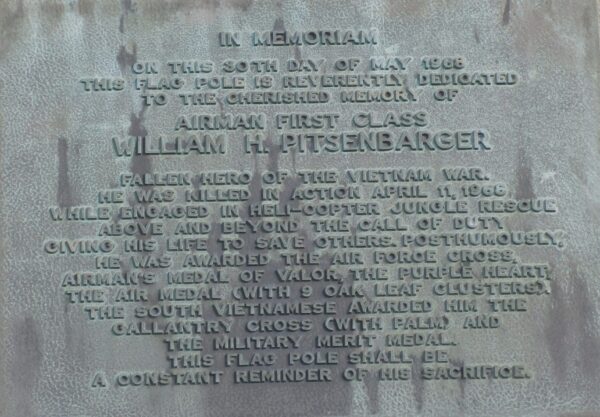 IN MEMORIAM
ON THIS 30TH DAY OF MAY 1968
THIS FLAG POLE IS REVERENTLY DEDICATED
TO THE CHERISHED MEMORY OF
AIRMAN FIRST CLASS
WILLIAM H. PITSENBARGER
FALLEN HERO OF THE VIETNAM WAR.
HE WAS KILLED IN ACTION APRIL 11, 1966,
WHILE ENGAGED IN HELI-COPTER JUNGLE RESCUE
ABOVE AND BEYOND THE CALL OF DUTY
GIVING HIS LIFE TO SAVE OTHERS. POSTHUMOUSLY,
HE WAS AWARDED THE AIR FORCE CROSS,
AIRMAN'S MEDAL OF VALOR, THE PURPLE HEART,
THE AIR MEDAL (WITH 9 OAK LEAF CLUSTERS).
THE SOUTH VIETNAMESE AWARDED HIM THE
GALLANTRY CROSS (WITH PALM) AND
THE MILITARY MERIT MEDAL.
THIS FLAG POLE SHALL BE
A CONSTANT REMINDER OF HIS SACRIFICE.